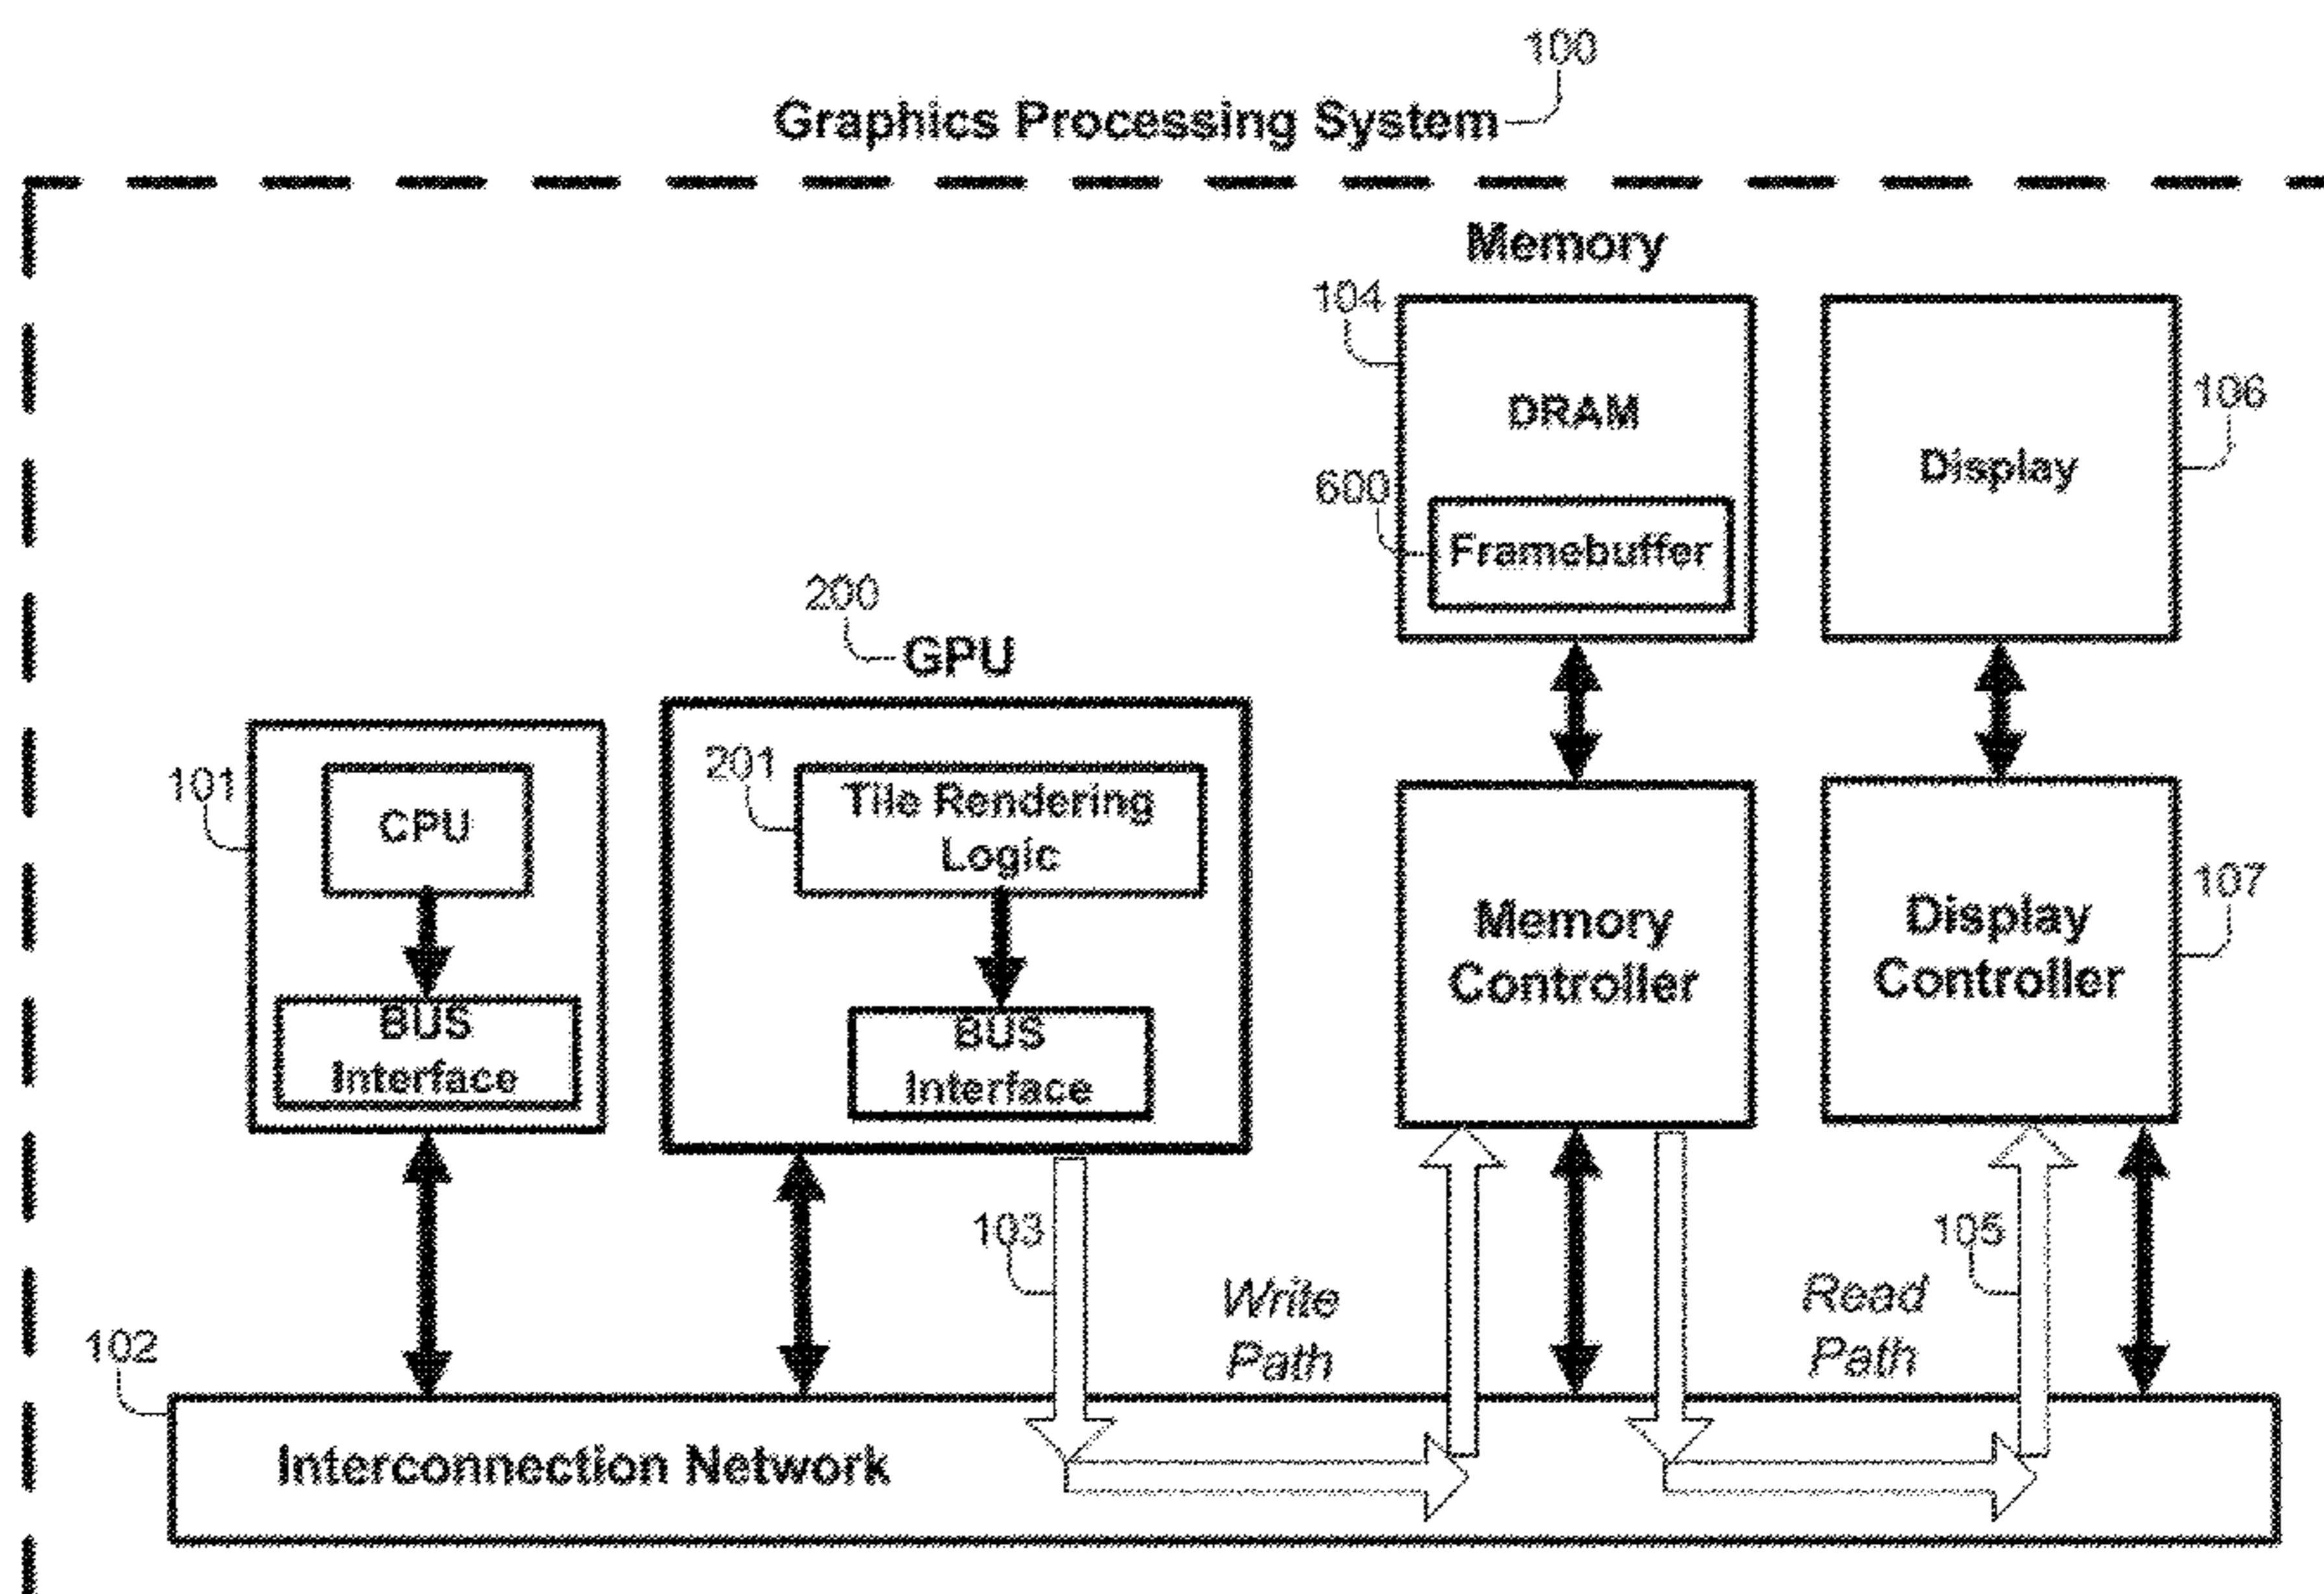 100
Graphics Processing System
Memory
104
DRAM
106
Display
600
Framebuffer
200
GPU
101
CPU
201
Tile Rendering
Logic
Memory
Controller
Display
Controller
107
BUS
Interface
BUS
Interface
103
Write
Path
105
Read
Path
102
Interconnection Network